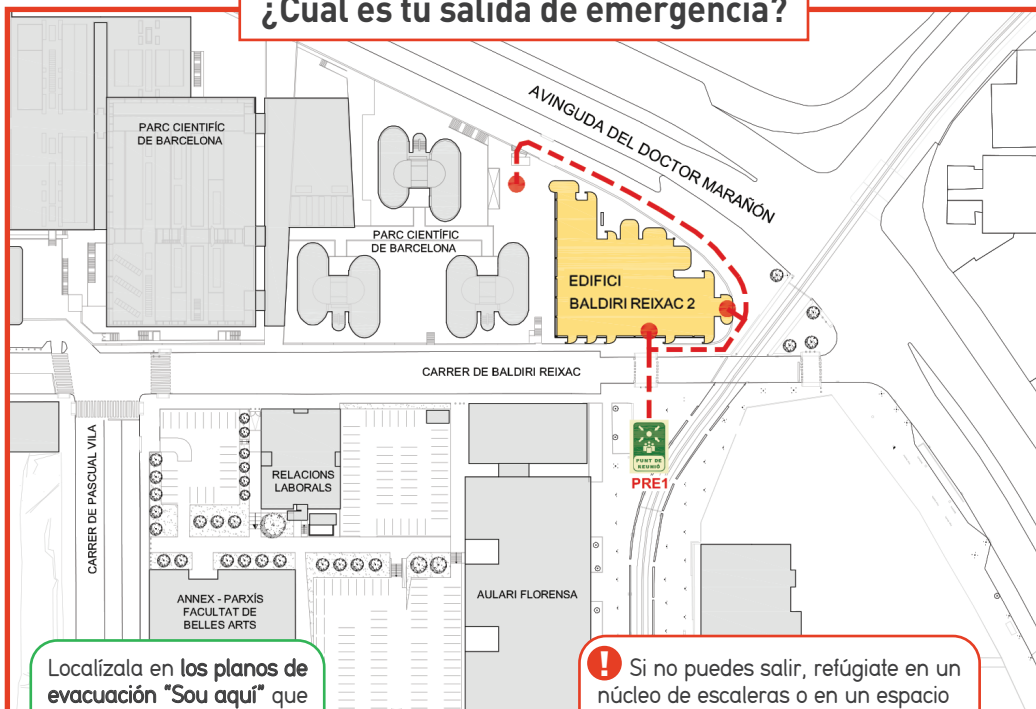 ¿Cuál es tu salida de emergencia?
AVINGUDA DEL DOCTOR MARAÑÓN
PARC CIENTIFÍC
DE BARCELONA
PARC CIENTÍFIC
DE BARCELONA
EDIFICI
BALDIRI REIXAC 2
CARRER DE BALDIRI REIXAC
CARRER DE PASCUAL VILA
RELACIONS
LABORALS
PUNT DE
REUNIÓ
PRE1
ANNEX - PARXÍS
FACULTAT DE
BELLES ARTS
AULARI FLORENSA
Localízala en los planos de
evacuación "Sou aquí" que
! Si no puedes salir, refúgiate en un
núcleo de escaleras o en un espacio